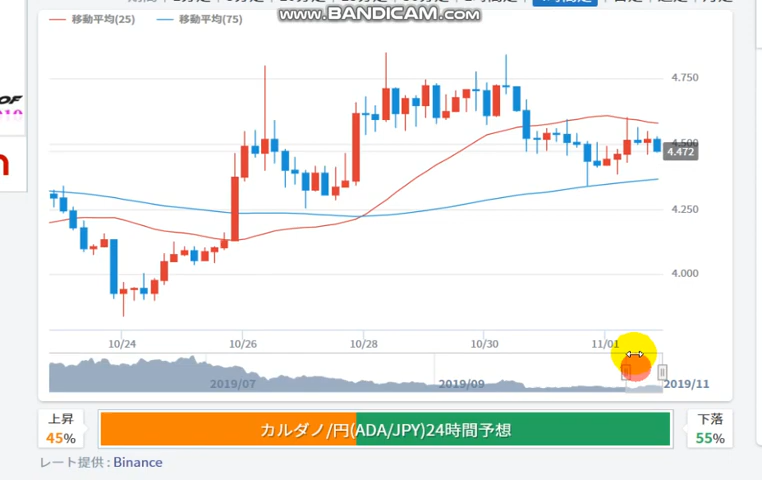 www.BANDICAM.com
移動平均(25) 移動平均(75)
OF
4.750
4.500
4.472
4.250
4.000
10/24 10/26 10/28 10/30 11/01
2019/07 2019/09 2019/11
上昇
45%
カルダノ/円(ADA/JPY)24時間予想
下落
55%
レート提供 : Binance